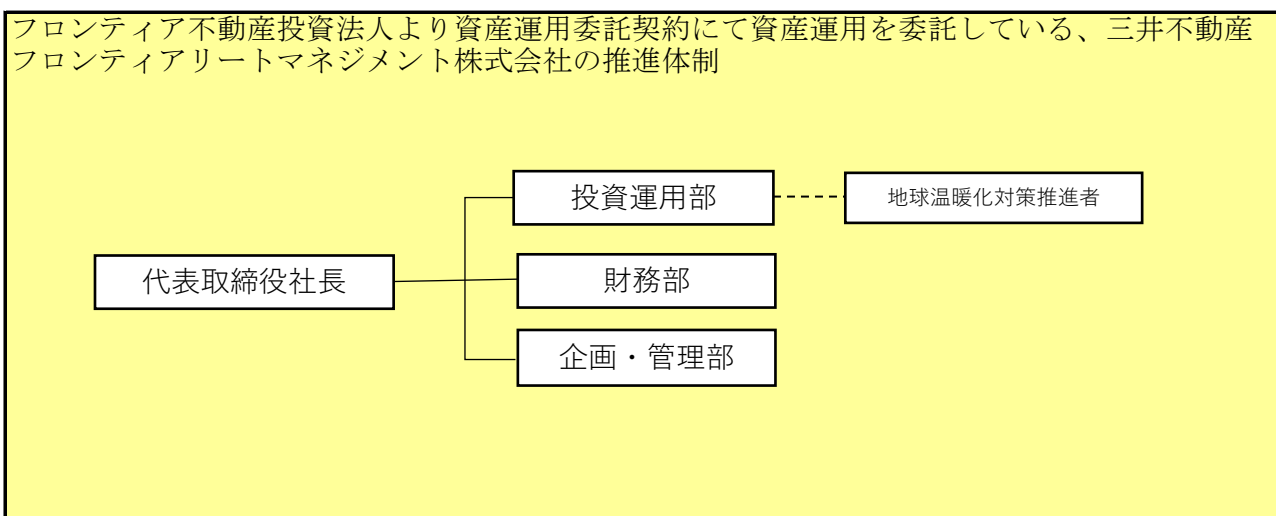 フロンティア不動産投資法人より資産運用委託契約にて資産運用を委託している、三井不動産
フロンティアリートマネジメント株式会社の推進体制
投資運用部
地球温暖化対策推進者
代表取締役社長
財務部
企画・管理部